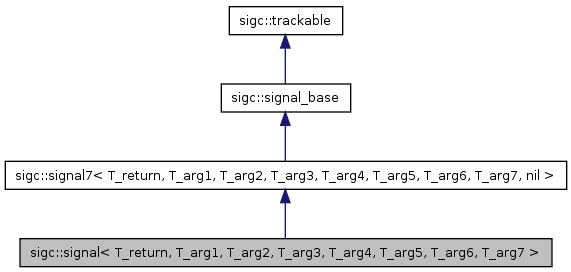 sigc::trackable
sigc::signal_base
sigc::signal7< T_return, T_arg1, T_arg2, T_arg3, T_arg4, T_arg5, T_arg6, T_arg7, nil >
sigc::signal< T_return, T_arg1, T_arg2, T_arg3, T_arg4, T_arg5, T_arg6, T_arg7 >